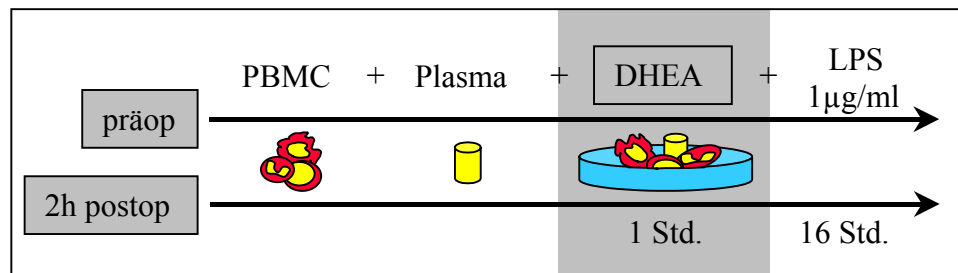 PBMC + Plasma + DHEA + LPS
1µg/ml
präop
2h postop
1 Std. 16 Std.